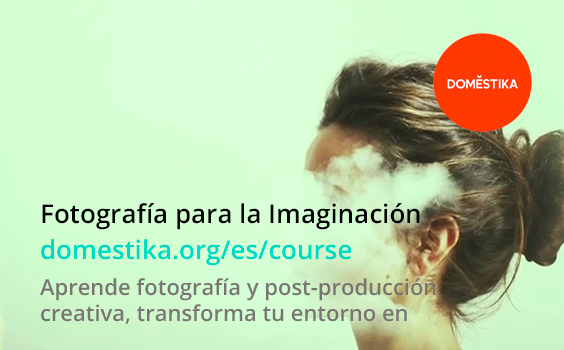 DOMESTIKA
Fotografía para la Imaginación
domestika.org/es/course
Aprende fotografía y post-producción
creativa, transforma tu entorno en